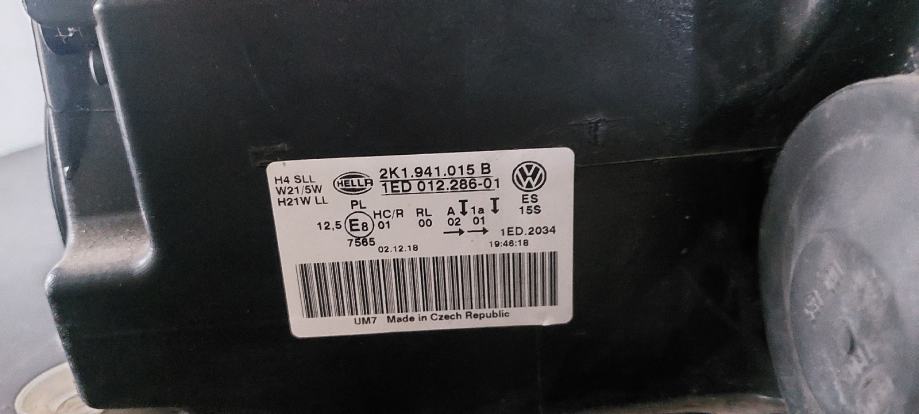 H4 SLL
W21/5W
H21W LL
HELLA
2K1.941.015 B
1ED 012.286-01
PL
ES
15S
12,5
E8
HC/R RL A 1a
01 00 02 01
7565
02.12.18
1ED.2034
19:46:18
UM7 Made in Czech Republic